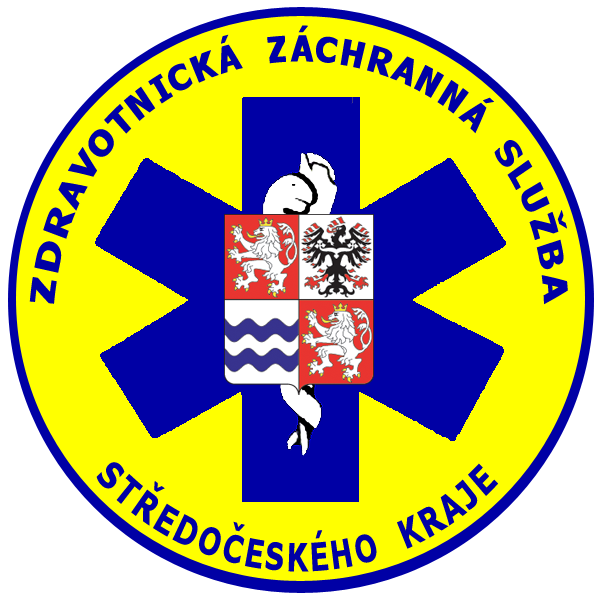 ZDRAVOTNICKÁ ZÁCHRANNÁ SLUŽBA
STŘEDOČESKÉHO KRAJE